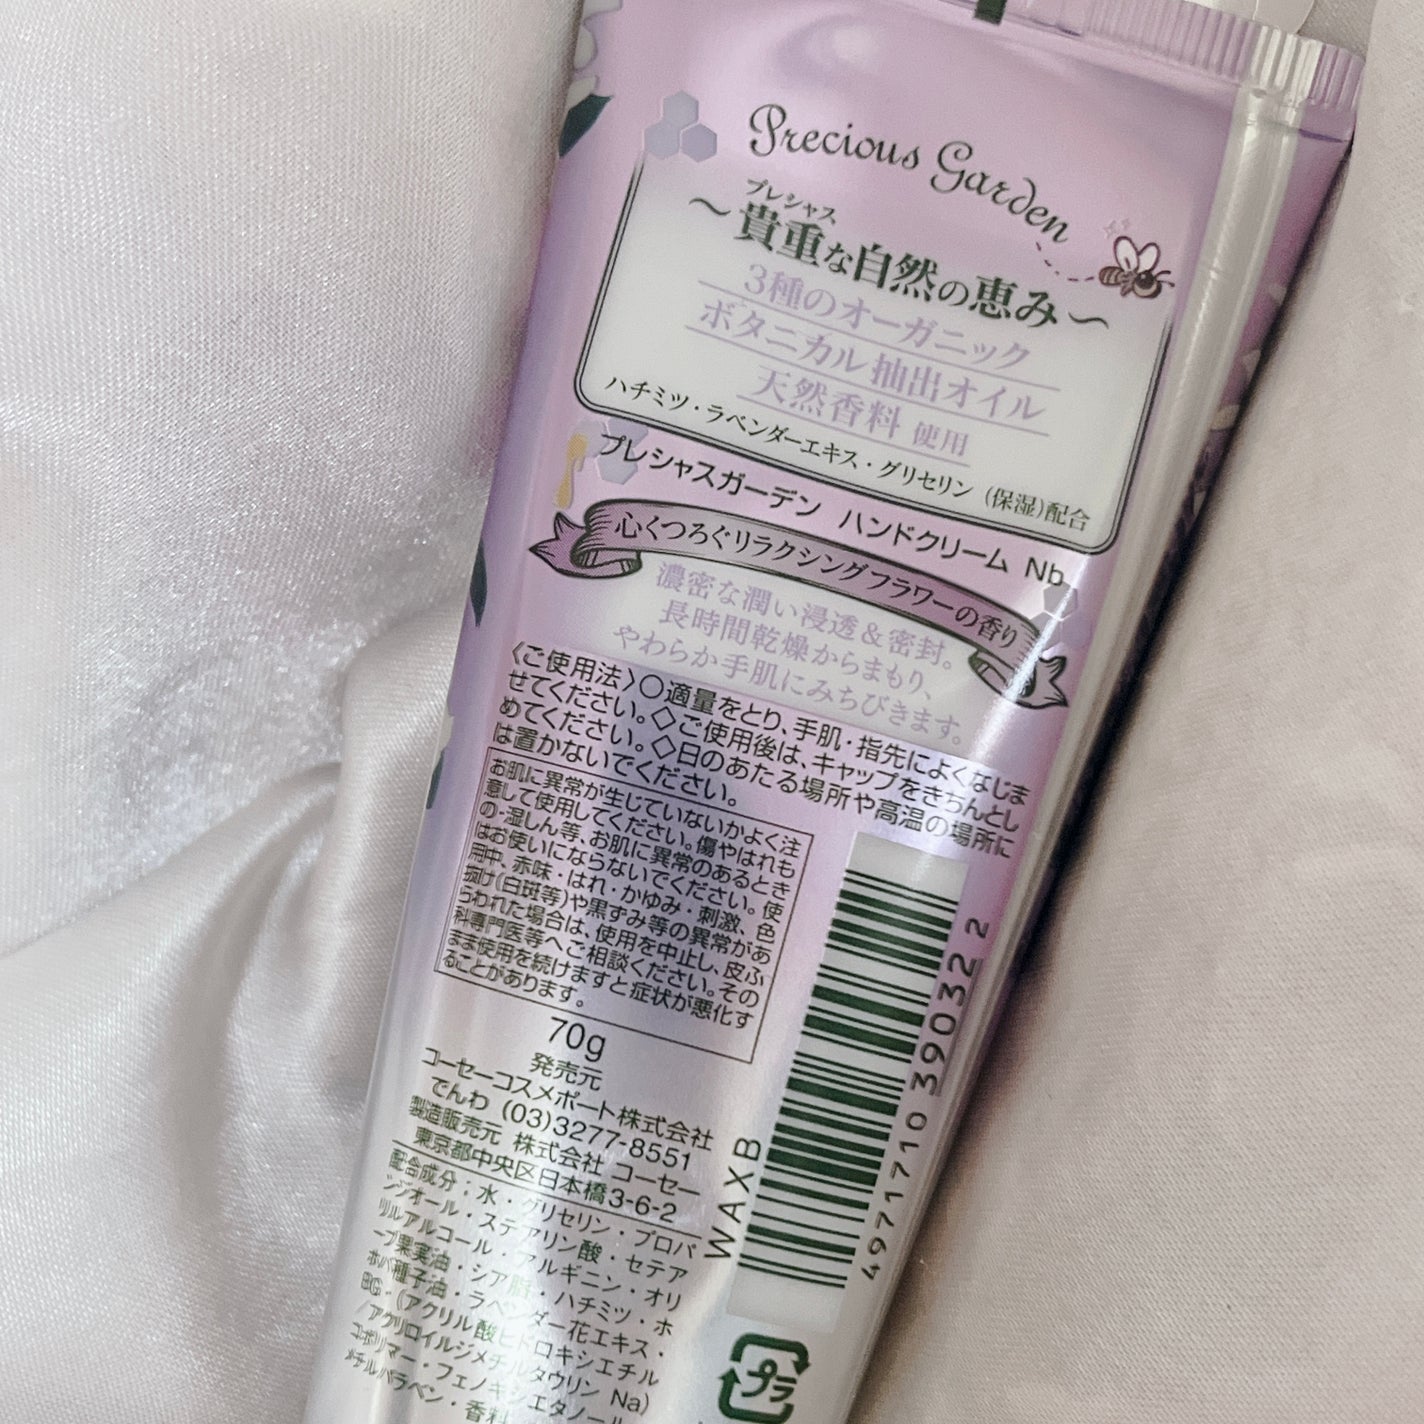 Precious Garden
プレシャス
～貴重な自然の恵み～
3種のオーガニック
ボタニカル抽出オイル
天然香料 使用
ハチミツ・ラベンダーエキス・グリセリン（保湿）配合
プレシャスガーデン ハンドクリーム Nb
心くつろぐリラクシングフラワーの香り
濃密な潤い浸透＆密封。
長時間乾燥からまもり、
やわらか手肌にみちびきます。
〈ご使用法〉○適量をとり、手肌・指先によくなじま
せてください。◇ご使用後は、キャップをきちんとし
めてください。◇日のあたる場所や高温の場所に
は置かないでください。
お肌に異常が生じていないかよく注
意して使用してください。傷やはれも
の・湿しん等、お肌に異常のあるとき
はお使いにならないでください。使
用中、赤味・はれ・かゆみ・刺激、色
抜け（白斑等）や黒ずみ等の異常があ
らわれた場合は、使用を中止し、皮ふ
科専門医等へご相談ください。その
まま使用を続けますと症状が悪化す
ることがあります。
70g
発売元
コーセーコスメポート株式会社
でんわ (03)3277-8551
製造販売元 株式会社 コーセー
東京都中央区日本橋3-6-2
配合成分：水・グリセリン・プロパ
ンジオール・ステアリン酸・セテア
リルアルコール・アルギニン・オリ
ーブ果実油・シア脂・ハチミツ・ホ
ホバ種子油・ラベンダー花エキス・
BG・(アクリル酸ヒドロキシエチル
/アクリロイルジメチルタウリン Na)
コポリマー・フェノキシエタノール
メチルパラベン・香料
WAXB
4971710 39032 2
プラ